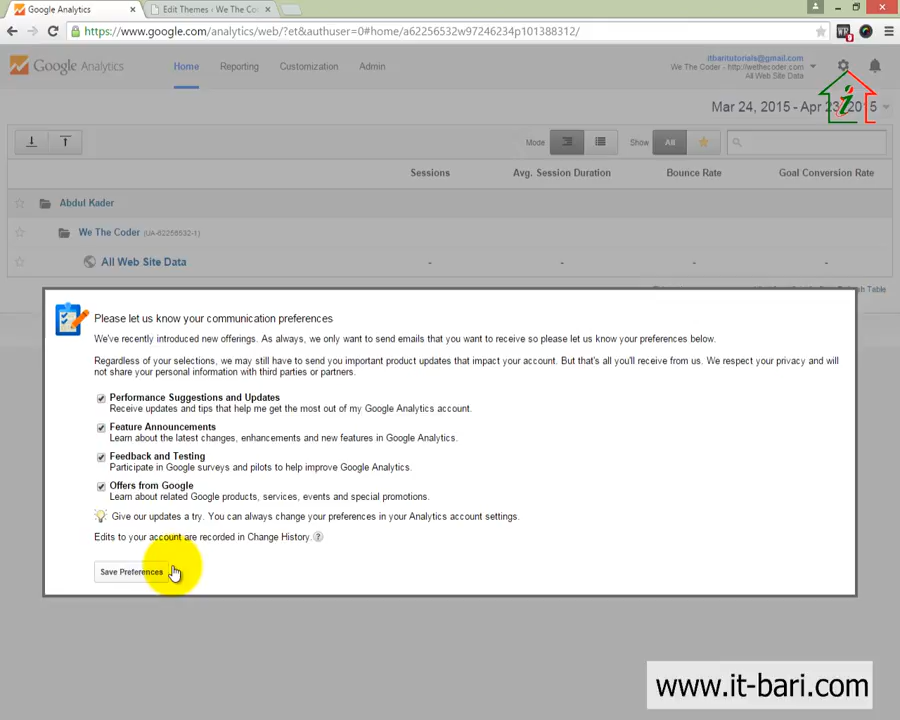 Google Analytics
Edit Themes ‹ We The Co
https://www.google.com/analytics/web/?et&authuser=0#home/a62256532w97246234p101388312/
Google Analytics
Home
Reporting
Customization
Admin
itbaritutorials@gmail.com
We The Coder - http://wethecoder.com
All Web Site Data
Mar 24, 2015 - Apr 23, 2015
Mode
Show
All
Sessions
Avg. Session Duration
Bounce Rate
Goal Conversion Rate
Abdul Kader
We The Coder (UA-62256532-1)
All Web Site Data
- - - -
Table
Please let us know your communication preferences
We've recently introduced new offerings. As always, we only want to send emails that you want to receive so please let us know your preferences below.
Regardless of your selections, we may still have to send you important product updates that impact your account. But that's all you'll receive from us. We respect your privacy and will
not share your personal information with third parties or partners.
Performance Suggestions and Updates
Receive updates and tips that help me get the most out of my Google Analytics account.
Feature Announcements
Learn about the latest changes, enhancements and new features in Google Analytics.
Feedback and Testing
Participate in Google surveys and pilots to help improve Google Analytics.
Offers from Google
Learn about related Google products, services, events and special promotions.
Give our updates a try. You can always change your preferences in your Analytics account settings.
Edits to your account are recorded in Change History. ?
Save Preferences
www.it-bari.com